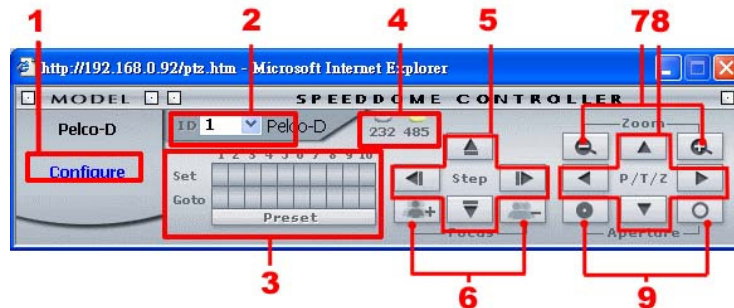 1 2 4 5 7 8
http://192.168.0.92/ptz.htm - Microsoft Internet Explorer
MODEL SPEEDDOME CONTROLLER
Pelco-D ID 1 Pelco-D 232 485 Zoom
Configure 1 2 3 4 5 6 7 8 9 10
Set Step P/T/Z
Goto
Preset
Focus Aperture
3 6 9